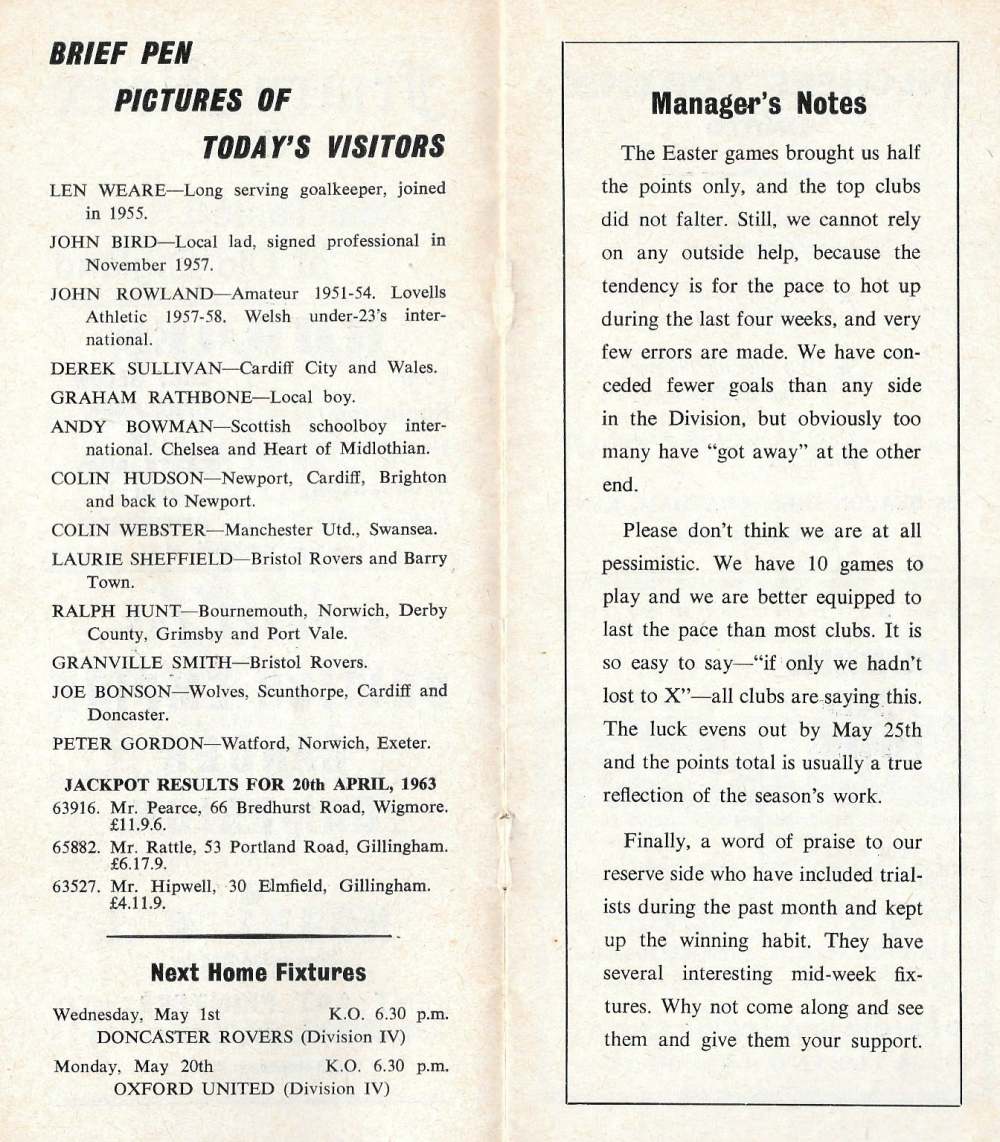 BRIEF PEN
PICTURES OF
TODAY'S VISITORS
LEN WEARE—Long serving goalkeeper, joined
in 1955.
JOHN BIRD—Local lad, signed professional in
November 1957.
JOHN ROWLAND—Amateur 1951-54. Lovells
Athletic 1957-58. Welsh under-23's inter-
national.
DEREK SULLIVAN—Cardiff City and Wales.
GRAHAM RATHBONE—Local boy.
ANDY BOWMAN—Scottish schoolboy inter-
national. Chelsea and Heart of Midlothian.
COLIN HUDSON—Newport, Cardiff, Brighton
and back to Newport.
COLIN WEBSTER—Manchester Utd., Swansea.
LAURIE SHEFFIELD—Bristol Rovers and Barry
Town.
RALPH HUNT—Bournemouth, Norwich, Derby
County, Grimsby and Port Vale.
GRANVILLE SMITH—Bristol Rovers.
JOE BONSON—Wolves, Scunthorpe, Cardiff and
Doncaster.
PETER GORDON—Watford, Norwich, Exeter.
JACKPOT RESULTS FOR 20th APRIL, 1963
63916. Mr. Pearce, 66 Bredhurst Road, Wigmore.
£11.9.6.
65882. Mr. Rattle, 53 Portland Road, Gillingham.
£6.17.9.
63527. Mr. Hipwell, 30 Elmfield, Gillingham.
£4.11.9.
Next Home Fixtures
Wednesday, May 1st K.O. 6.30 p.m.
DONCASTER ROVERS (Division IV)
Monday, May 20th K.O. 6.30 p.m.
OXFORD UNITED (Division IV)
Manager's Notes
The Easter games brought us half
the points only, and the top clubs
did not falter. Still, we cannot rely
on any outside help, because the
tendency is for the pace to hot up
during the last four weeks, and very
few errors are made. We have con-
ceded fewer goals than any side
in the Division, but obviously too
many have "got away" at the other
end.
Please don't think we are at all
pessimistic. We have 10 games to
play and we are better equipped to
last the pace than most clubs. It is
so easy to say—"if only we hadn't
lost to X"—all clubs are saying this.
The luck evens out by May 25th
and the points total is usually a true
reflection of the season's work.
Finally, a word of praise to our
reserve side who have included trial-
ists during the past month and kept
up the winning habit. They have
several interesting mid-week fix-
tures. Why not come along and see
them and give them your support.